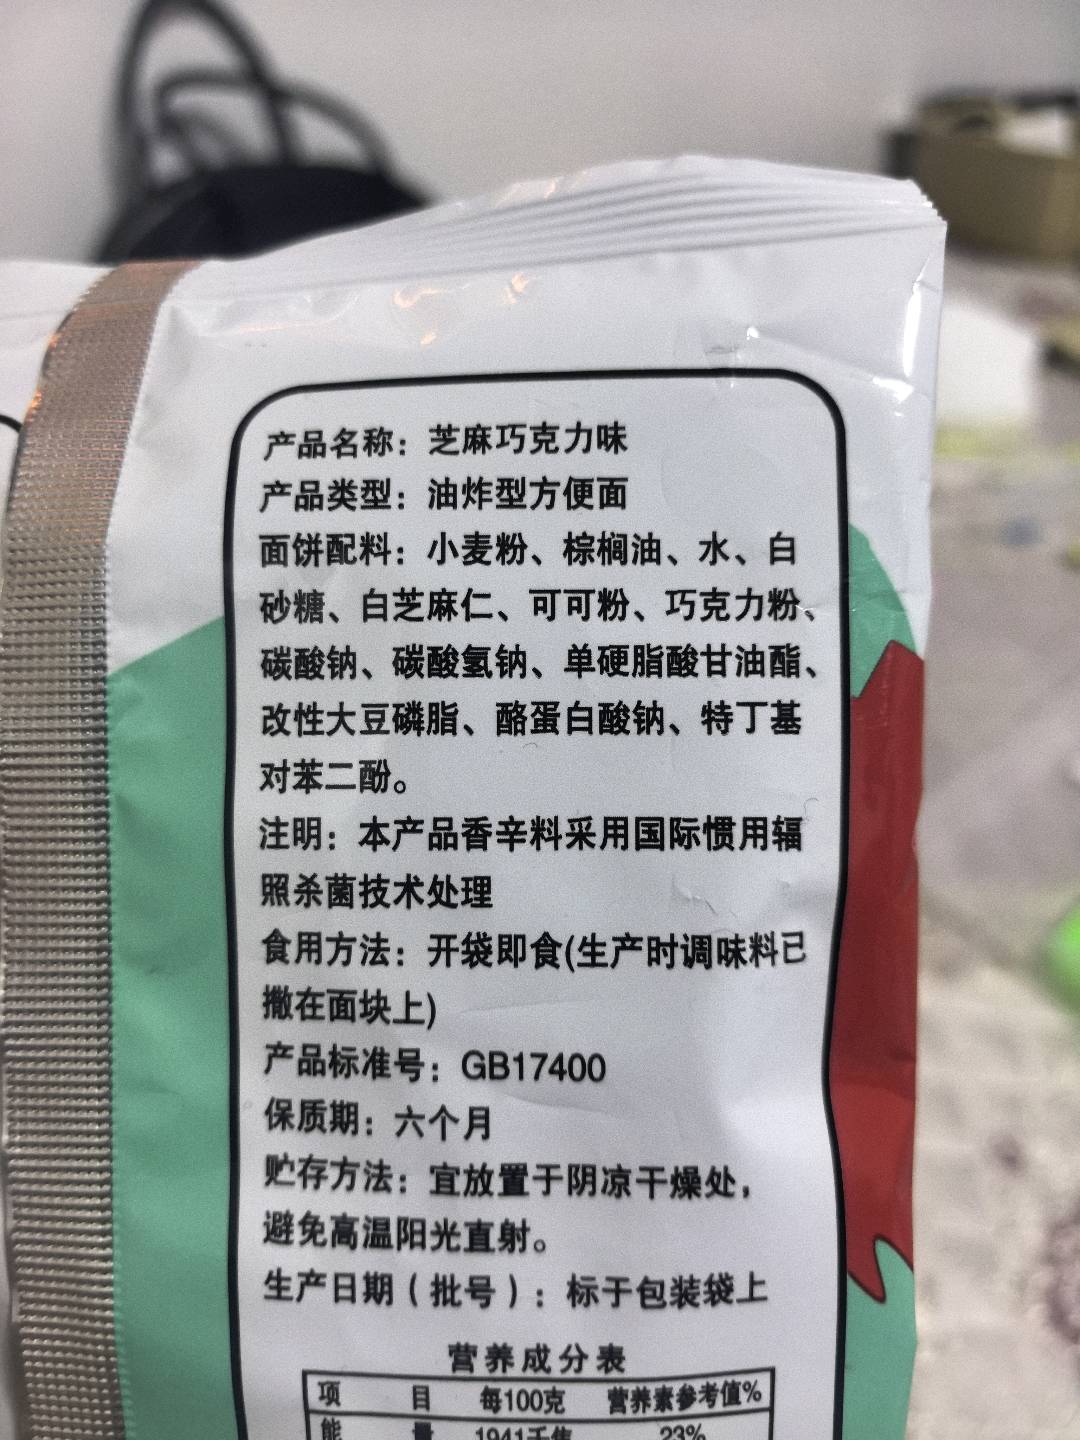 产品名称：芝麻巧克力味
产品类型：油炸型方便面
面饼配料：小麦粉、棕榈油、水、白
砂糖、白芝麻仁、可可粉、巧克力粉、
碳酸钠、碳酸氢钠、单硬脂酸甘油酯、
改性大豆磷脂、酪蛋白酸钠、特丁基
对苯二酚。
注明：本产品香辛料采用国际惯用辐
照杀菌技术处理
食用方法：开袋即食(生产时调味料已
撒在面块上)
产品标准号：GB17400
保质期：六个月
贮存方法：宜放置于阴凉干燥处，
避免高温阳光直射。
生产日期（批号）：标于包装袋上
营养成分表
项 目 每100克 营养素参考值%
能 量 1941千焦 23%